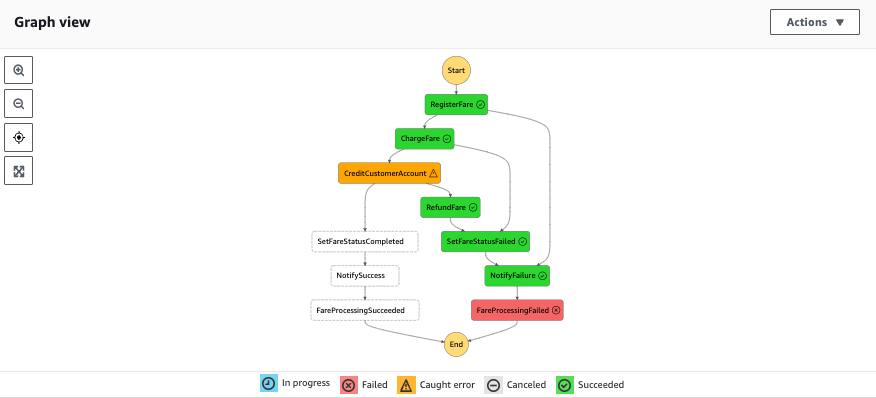 Graph view
Actions
Start
RegisterFare
ChargeFare
CreditCustomerAccount
RefundFare
SetFareStatusCompleted
SetFareStatusFailed
NotifySuccess
NotifyFailure
FareProcessingSucceeded
FareProcessingFailed
End
In progress Failed Caught error Canceled Succeeded